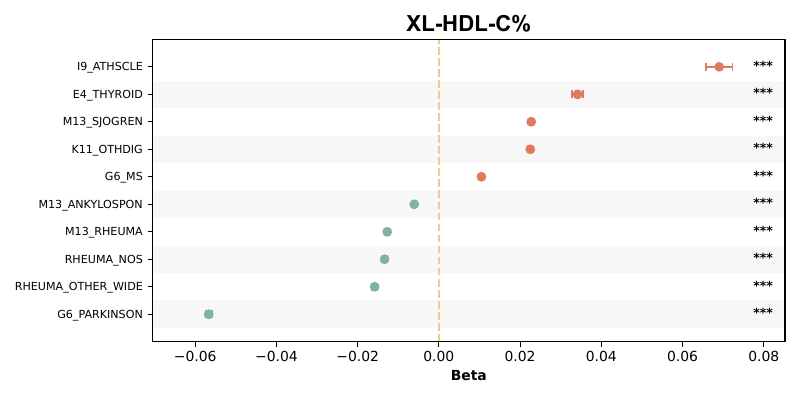 XL-HDL-C%
I9_ATHSCLE ***
E4_THYROID ***
M13_SJOGREN ***
K11_OTHDIG ***
G6_MS ***
M13_ANKYLOSPON ***
M13_RHEUMA ***
RHEUMA_NOS ***
RHEUMA_OTHER_WIDE ***
G6_PARKINSON ***
−0.06 −0.04 −0.02 0.00 0.02 0.04 0.06 0.08
Beta